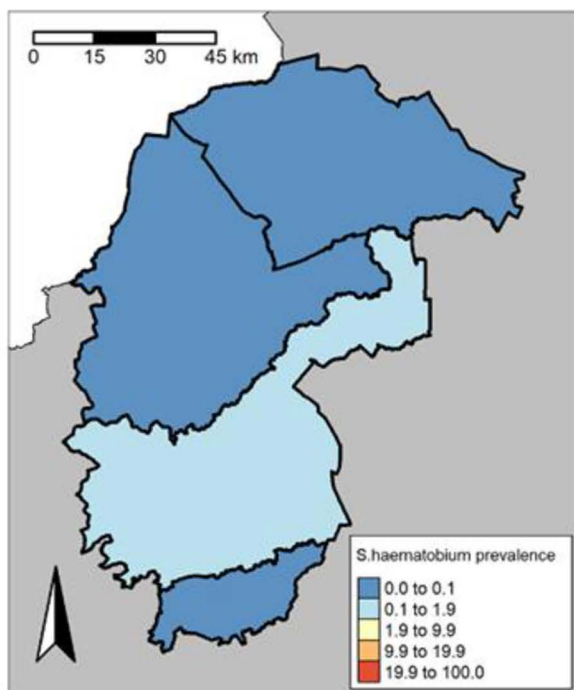 0 15 30 45 km
S.haematobium prevalence
0.0 to 0.1
0.1 to 1.9
1.9 to 9.9
9.9 to 19.9
19.9 to 100.0